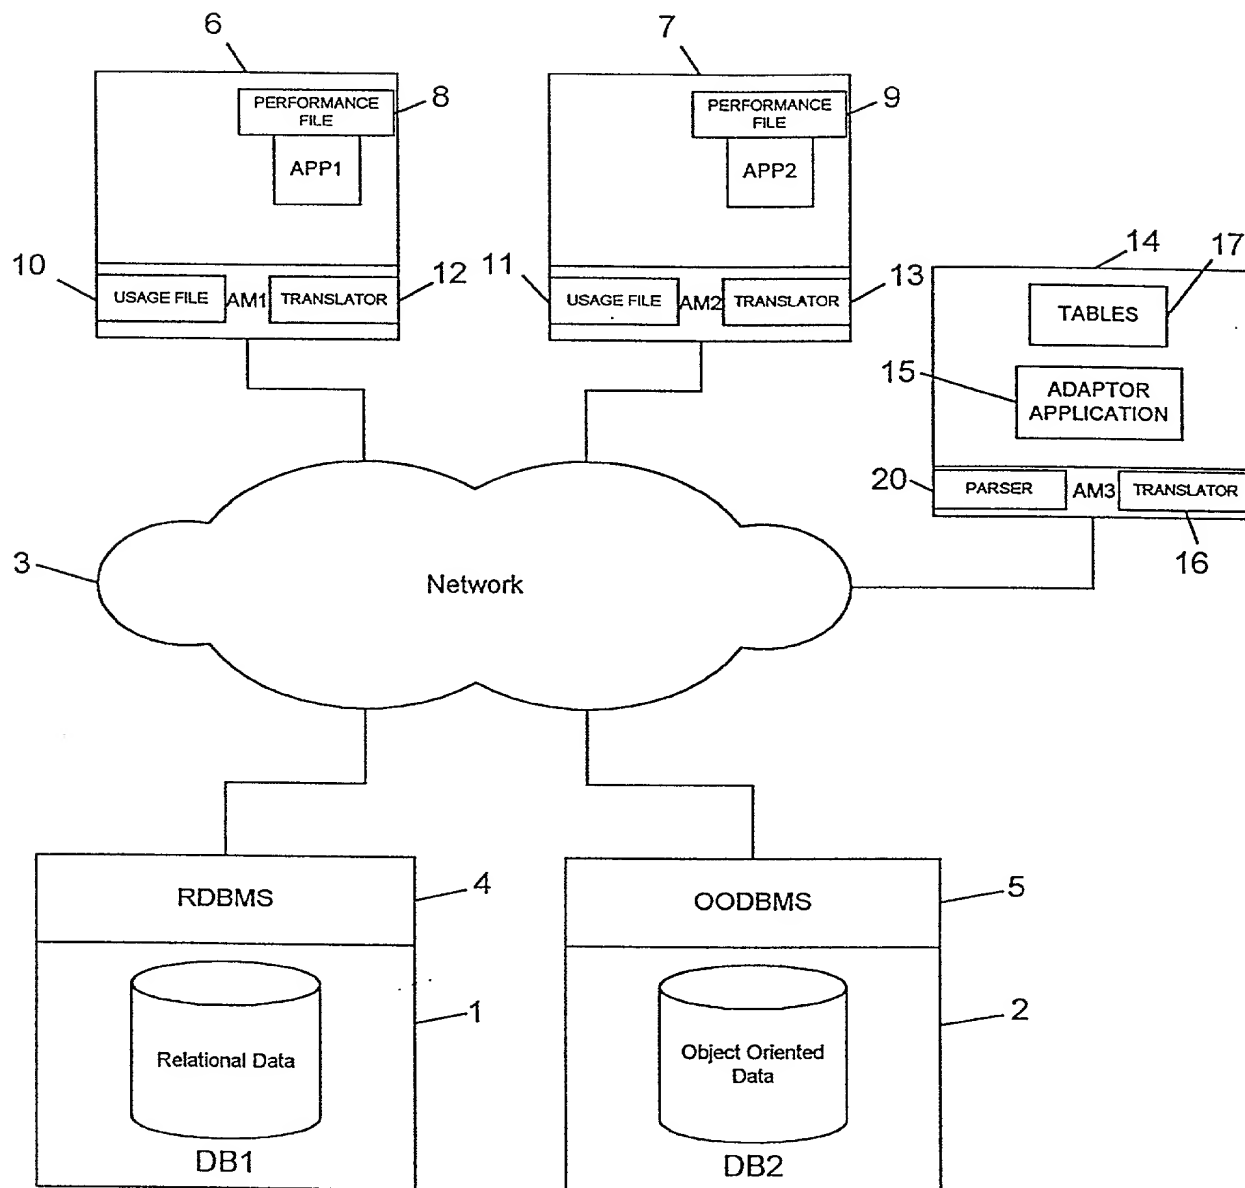 6
7
PERFORMANCE
FILE
8
PERFORMANCE
FILE
9
APP1
APP2
10
USAGE FILE
AM1
TRANSLATOR
12
11
USAGE FILE
AM2
TRANSLATOR
13
14
17
TABLES
15
ADAPTOR
APPLICATION
20
PARSER
AM3
TRANSLATOR
16
3
Network
RDBMS
4
OODBMS
5
Relational Data
1
Object Oriented
Data
2
DB1
DB2